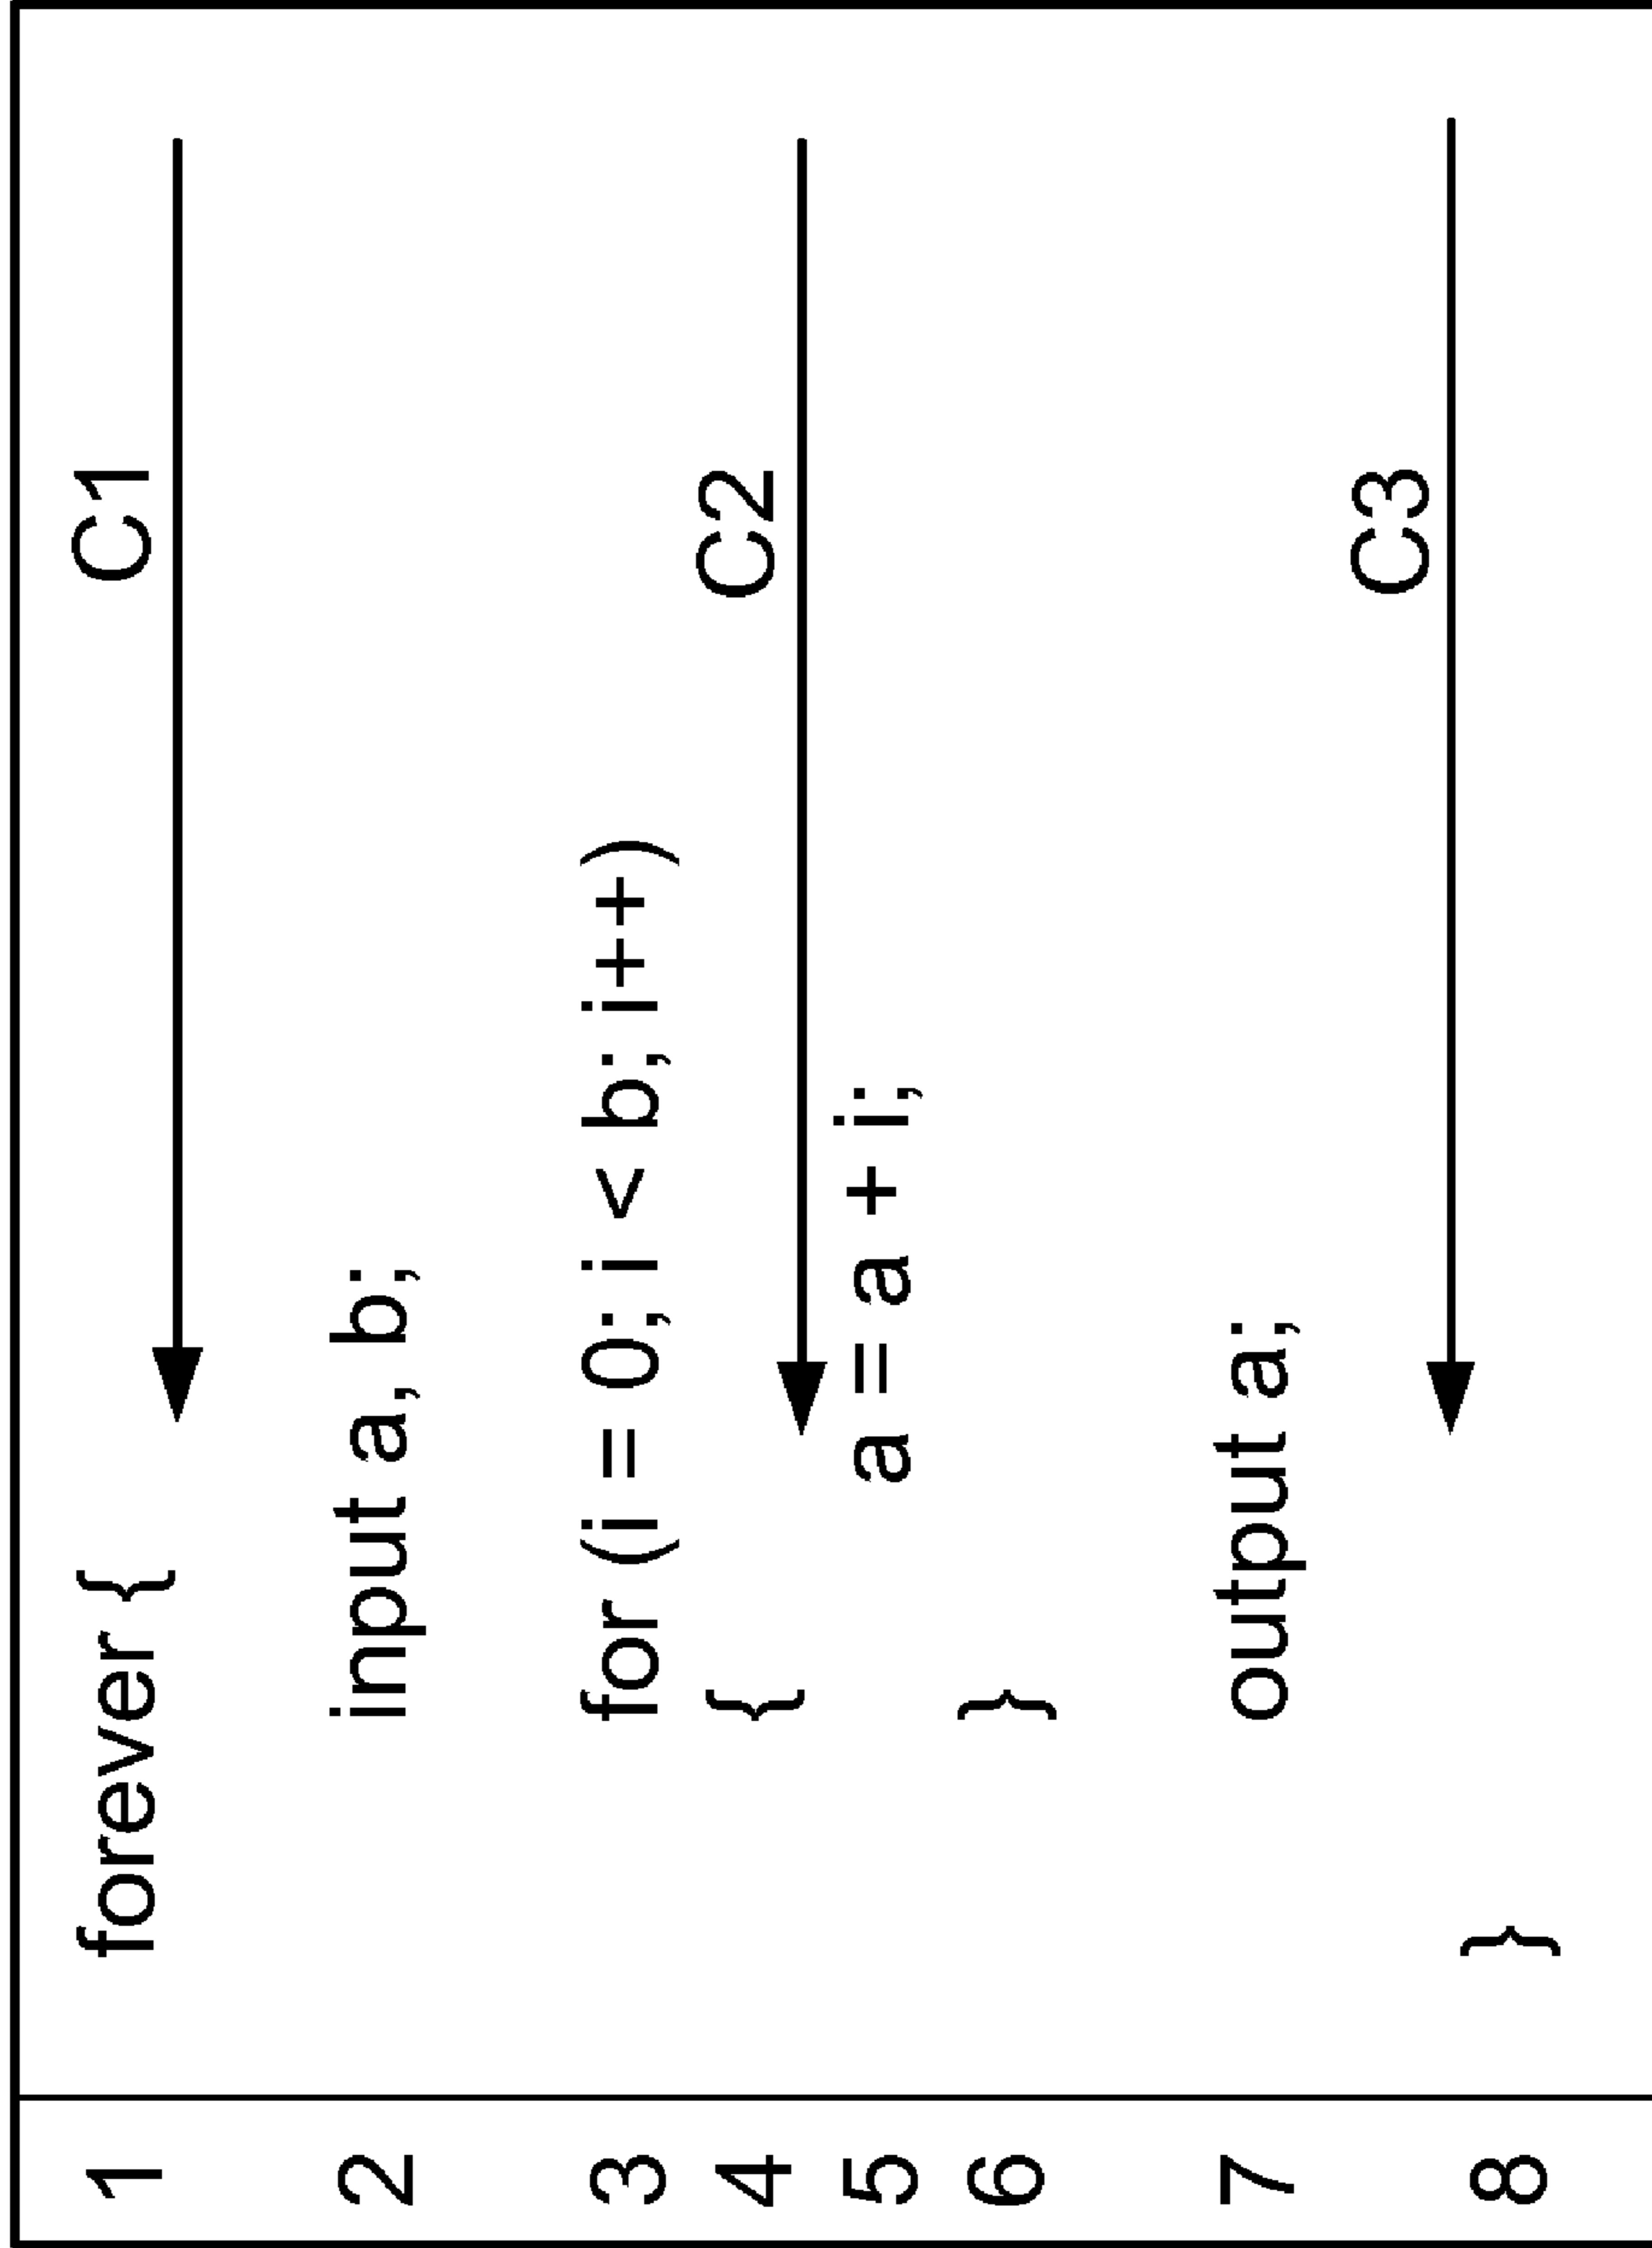 1 forever {
C1
2 input a, b;
3 for (i = 0; i < b; i++)
4 {
C2
5 a = a + i;
6 }
7 output a;
C3
8 }